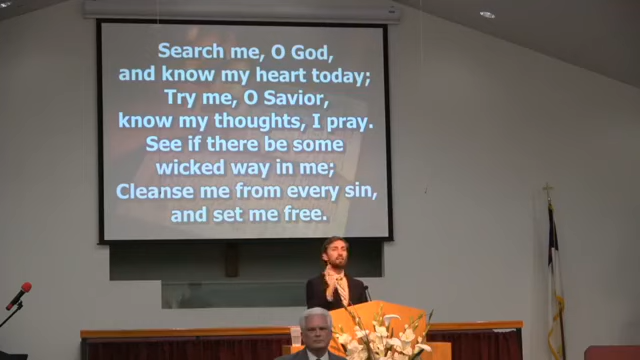 Search me, O God,
and know my heart today;
Try me, O Savior,
know my thoughts, I pray.
See if there be some
wicked way in me;
Cleanse me from every sin,
and set me free.